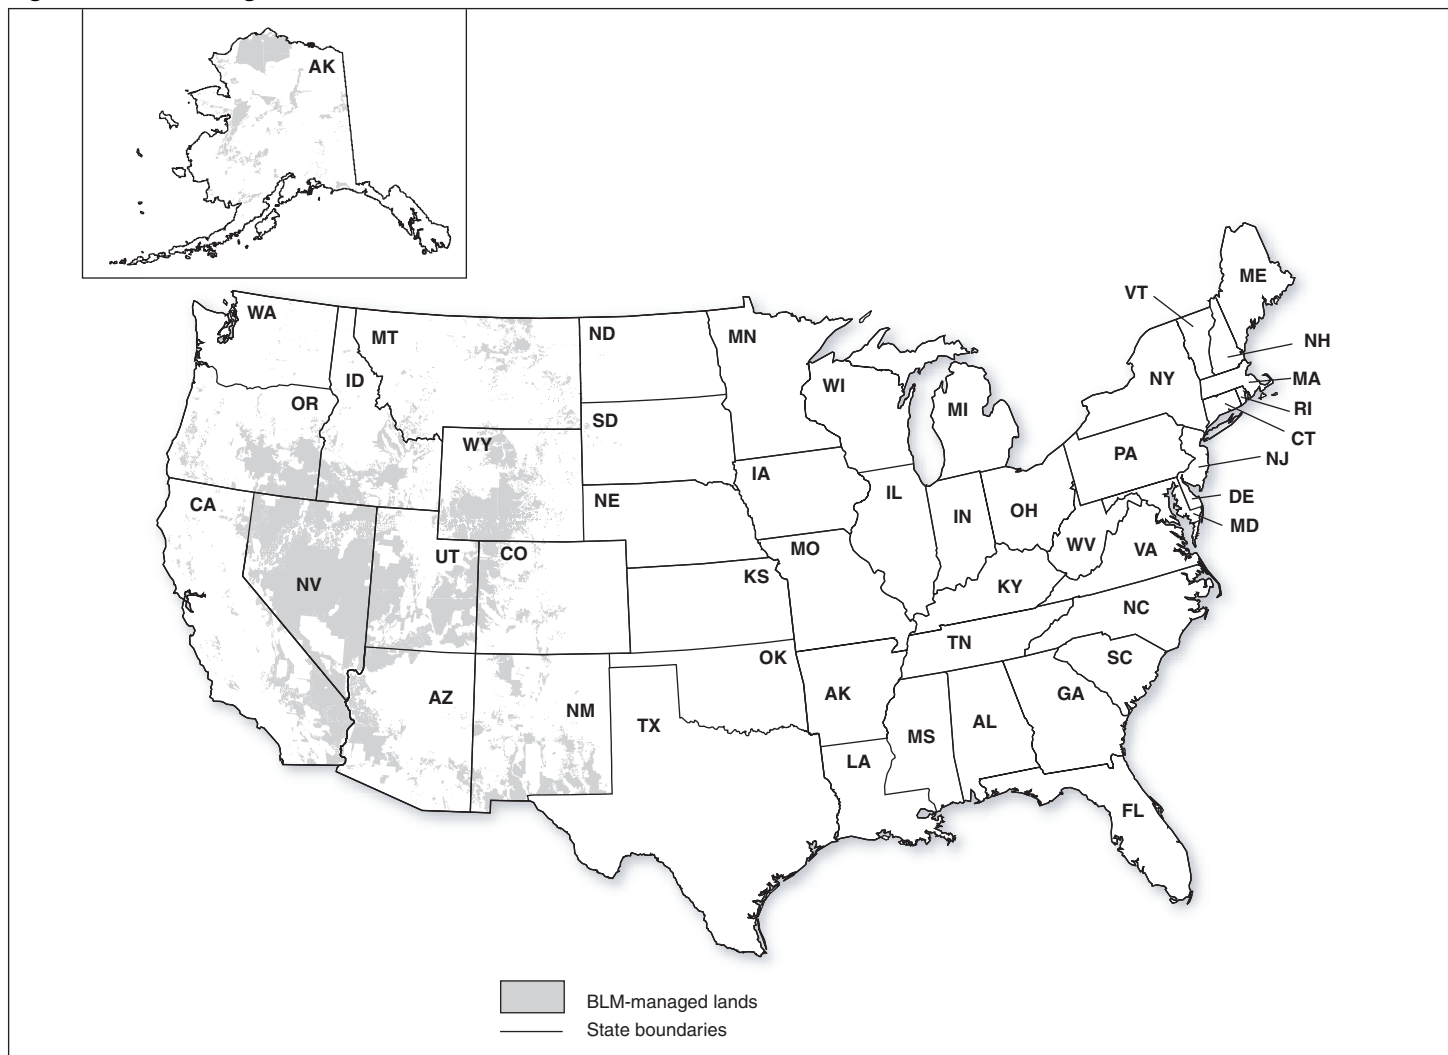 AK
ME
VT
WA
ND
MT
MN
NH
ID
NY
MA
WI
OR
MI
RI
SD
CT
WY
PA
NJ
IA
IL
DE
NE
CA
OH
IN
MD
WV
MO
VA
UT
CO
KS
NV
KY
NC
TN
OK
SC
AZ
AK
GA
NM
TX
AL
MS
LA
FL
BLM-managed lands
State boundaries